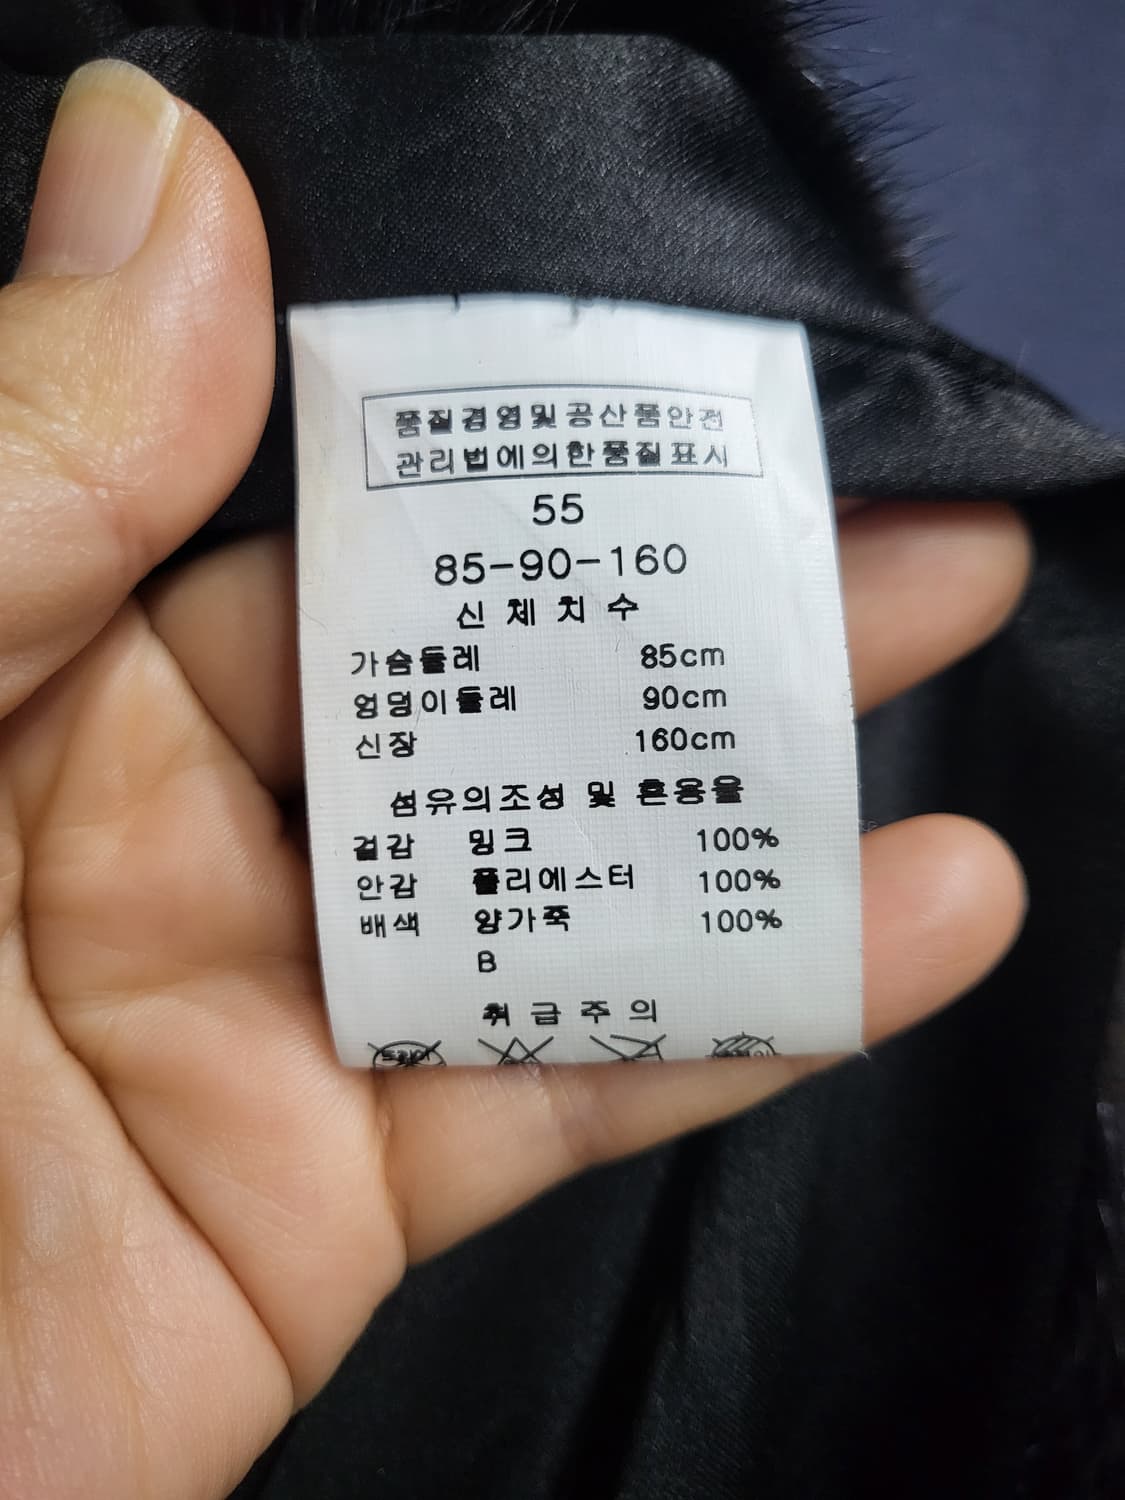 품질경영및공산품안전
관리법에의한품질표시
55
85-90-160
신체치수
가슴둘레 85cm
엉덩이둘레 90cm
신장 160cm
섬유의조성 및 혼용율
겉감 밍크 100%
안감 폴리에스터 100%
배색 양가죽 100%
B
취급주의
드라이